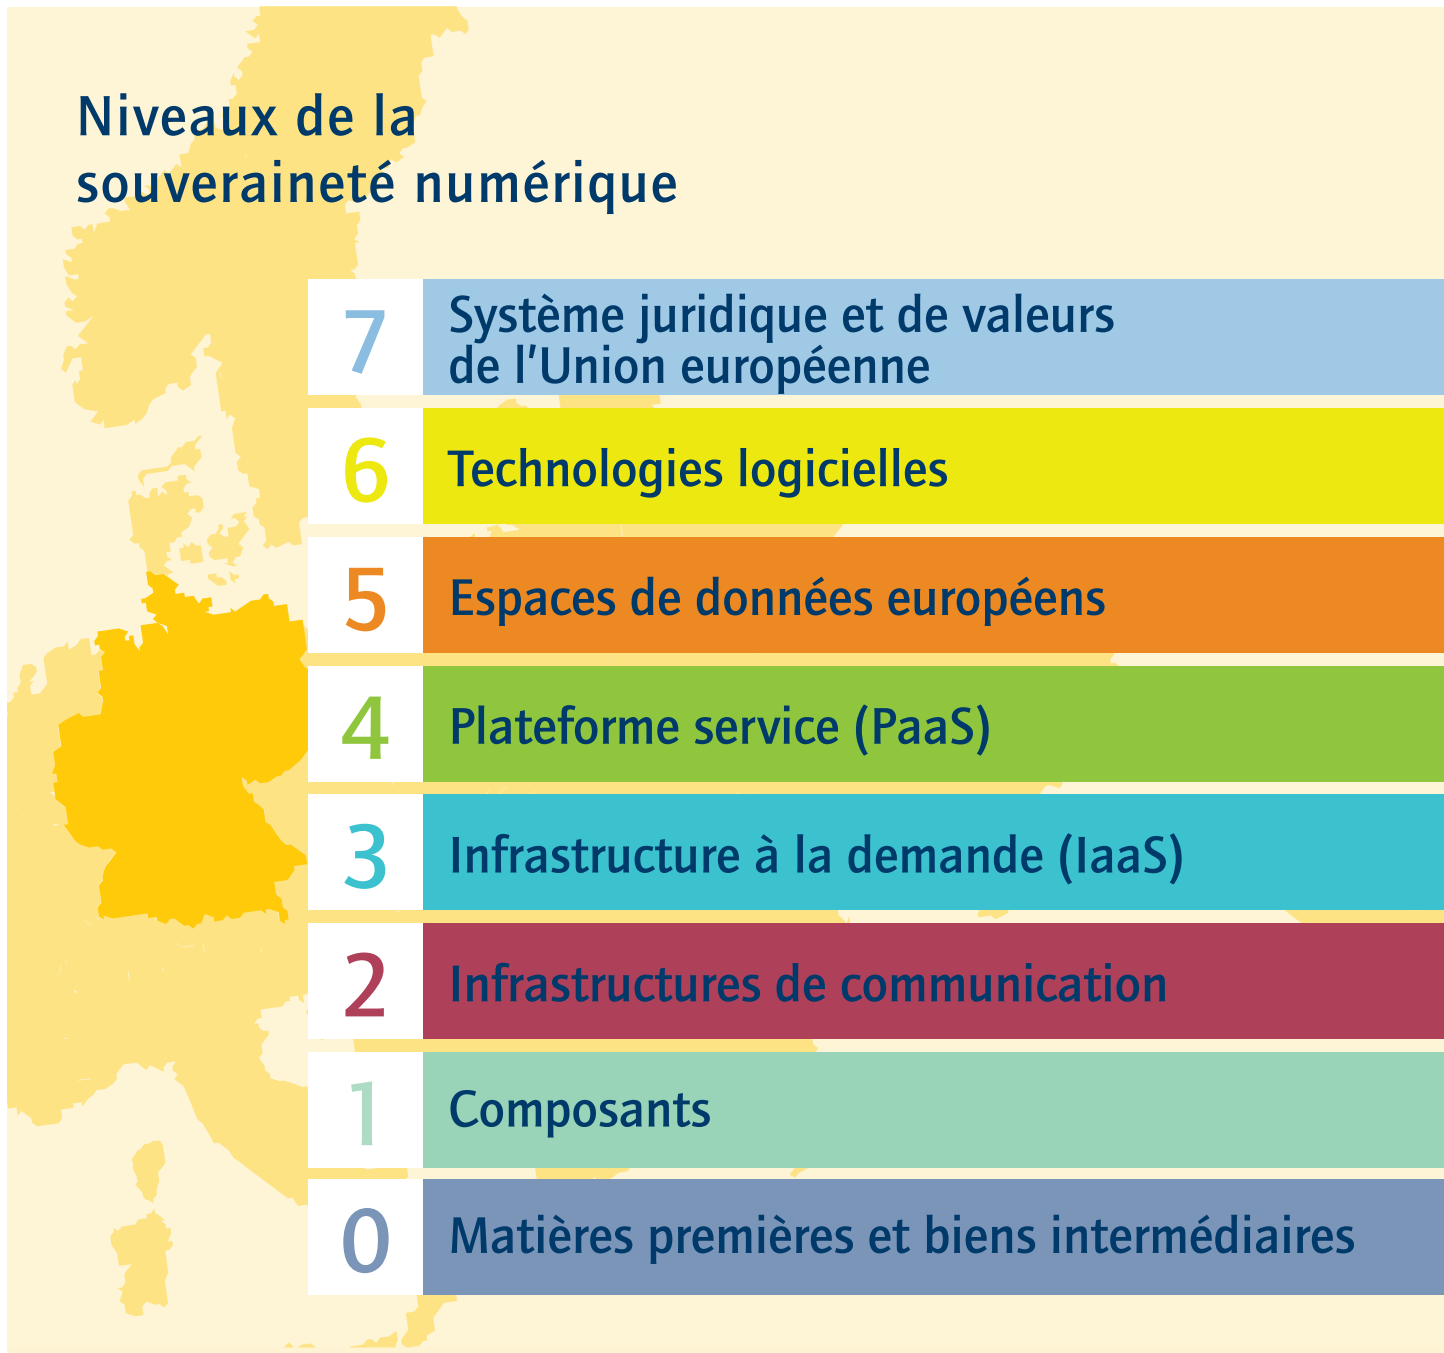 Niveaux de la
souveraineté numérique
7 Système juridique et de valeurs
de l'Union européenne
6 Technologies logicielles
5 Espaces de données européens
4 Plateforme service (PaaS)
3 Infrastructure à la demande (IaaS)
2 Infrastructures de communication
1 Composants
0 Matières premières et biens intermédiaires